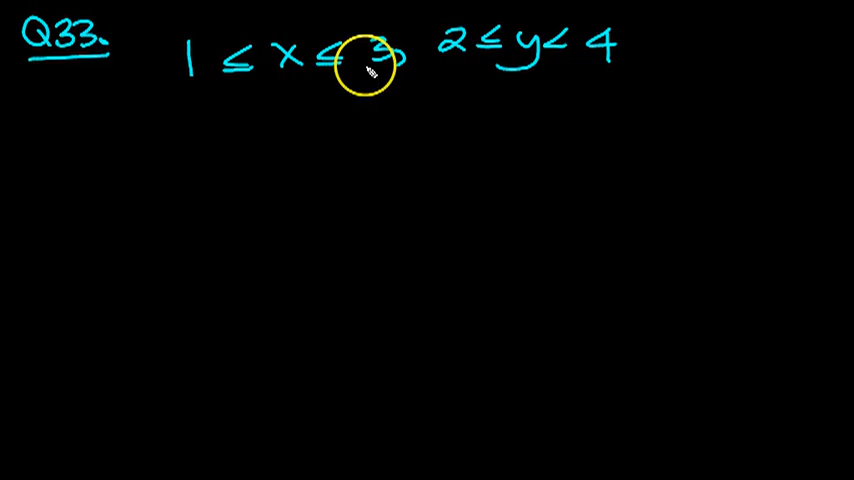 Q33. 1 ≤ x ≤ 3, 2 ≤ y < 4